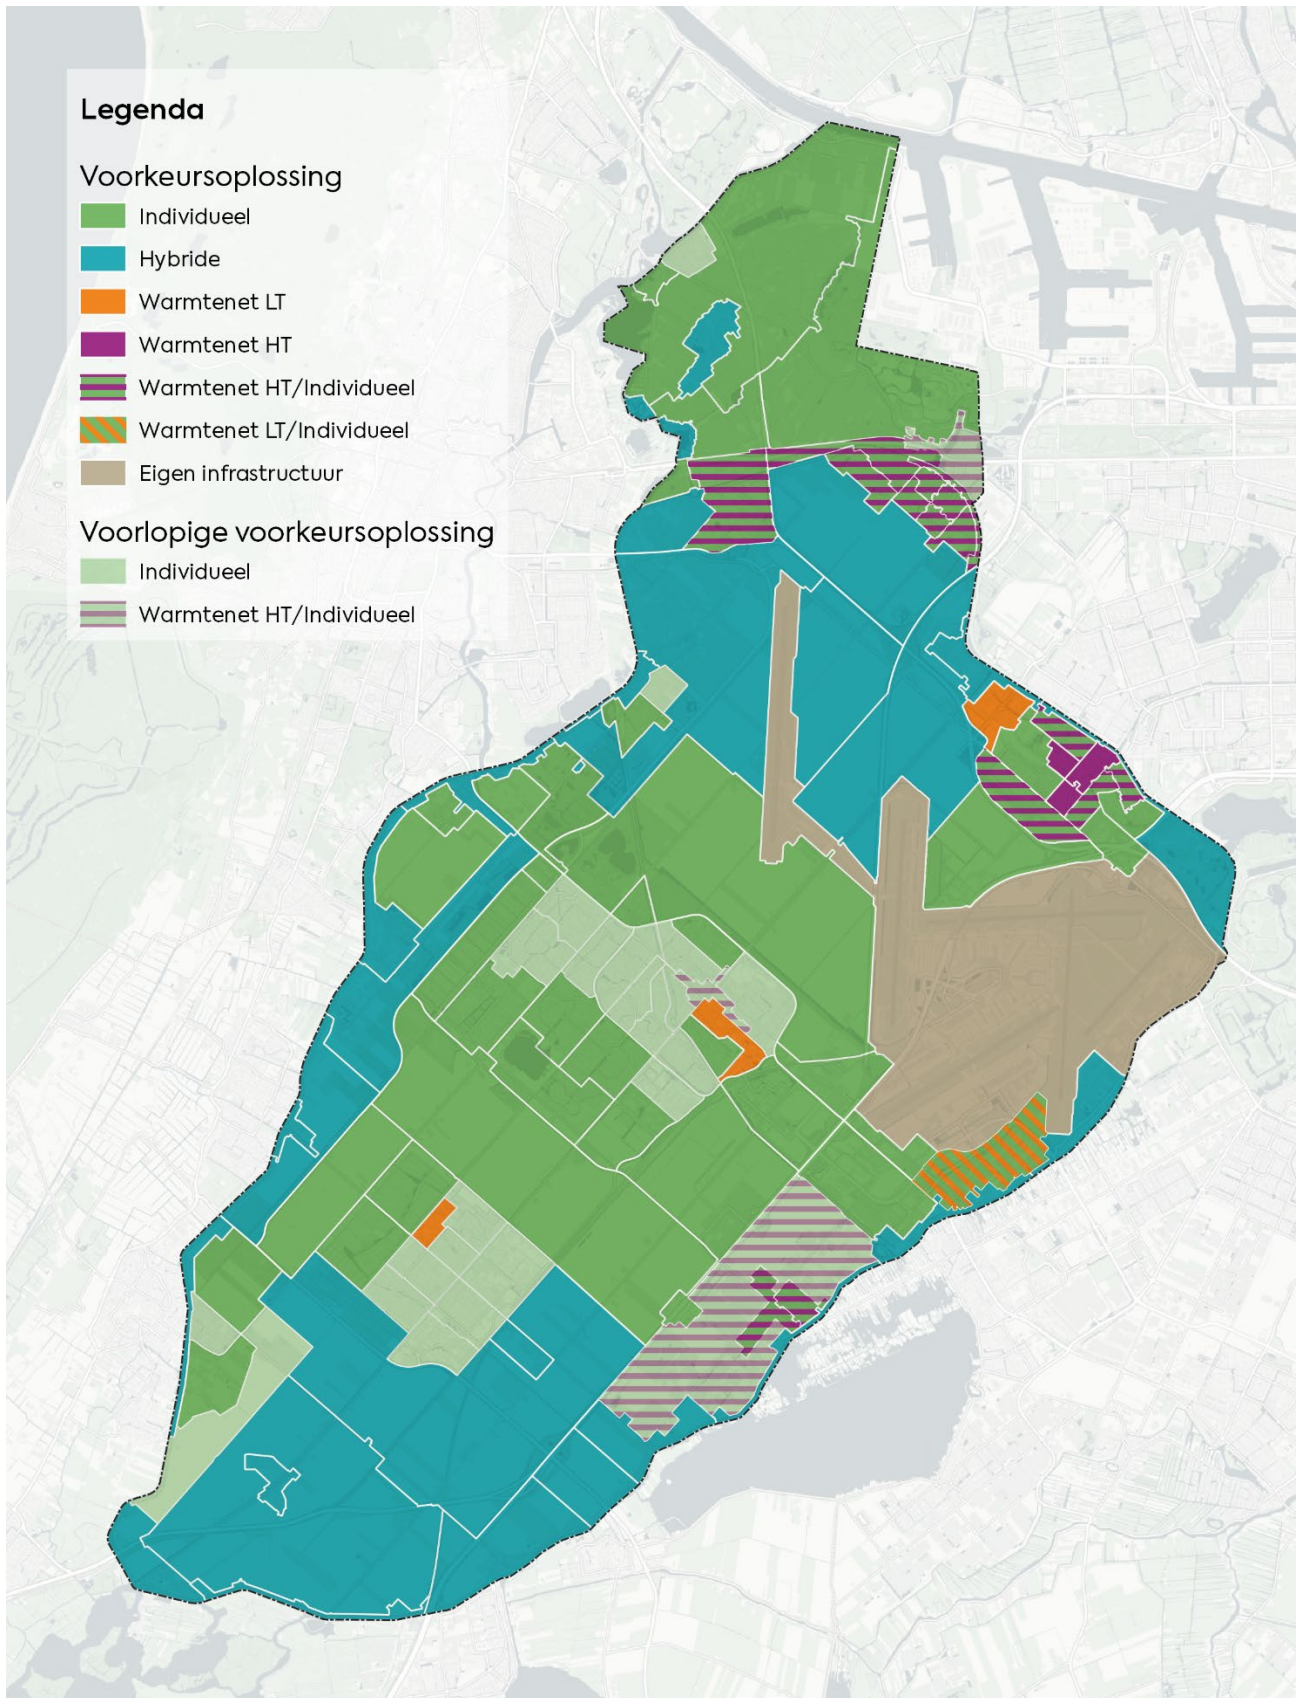 Legenda
Voorkeursoplossing
Individueel
Hybride
Warmtenet LT
Warmtenet HT
Warmtenet HT/Individueel
Warmtenet LT/Individueel
Eigen infrastructuur
Voorlopige voorkeursoplossing
Individueel
Warmtenet HT/Individueel